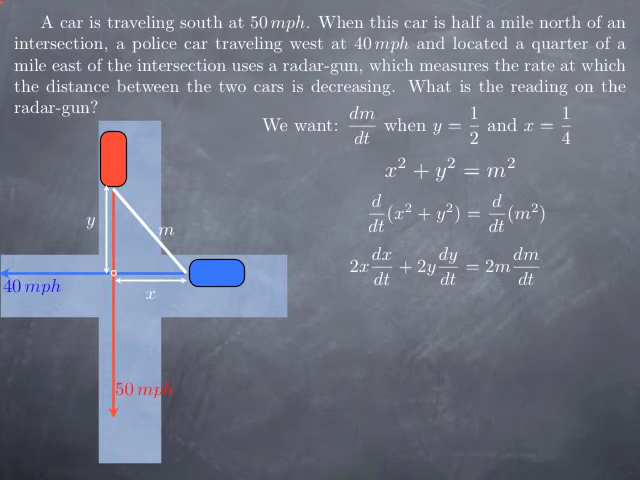 A car is traveling south at 50 mph. When this car is half a mile north of an
intersection, a police car traveling west at 40 mph and located a quarter of a
mile east of the intersection uses a radar-gun, which measures the rate at which
the distance between the two cars is decreasing. What is the reading on the
radar-gun?
We want: dm/dt when y = 1/2 and x = 1/4
x² + y² = m²
d/dt(x² + y²) = d/dt(m²)
y
m
2x dx/dt + 2y dy/dt = 2m dm/dt
40 mph
x
50 mph